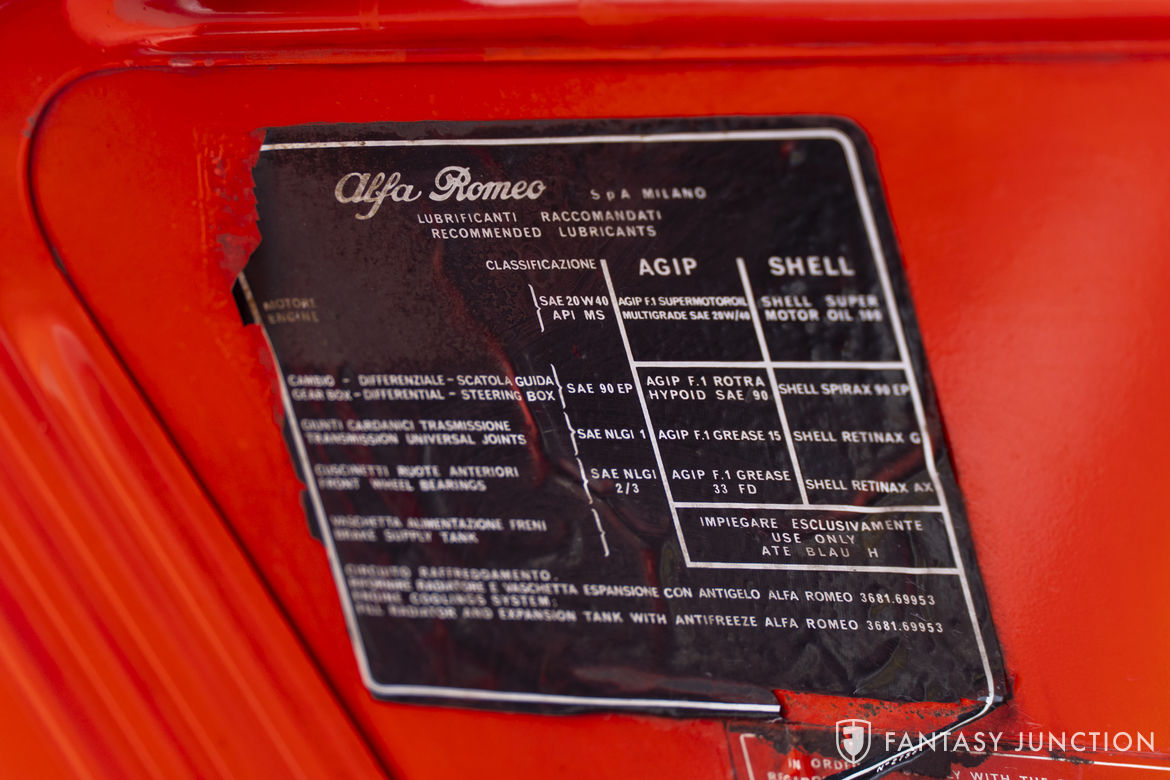 Alfa Romeo SpA MILANO
LUBRIFICANTI RACCOMANDATI
RECOMMENDED LUBRICANTS
CLASSIFICAZIONE AGIP SHELL
MOTORE
ENGINE
SAE 20W40
API MS
AGIP F.1 SUPERMOTOROIL
MULTIGRADE SAE 20W/40
SHELL SUPER
MOTOR OIL 100
CAMBIO - DIFFERENZIALE - SCATOLA GUIDA
GEAR BOX - DIFFERENTIAL - STEERING BOX
SAE 90 EP
AGIP F.1 ROTRA
HYPOID SAE 90
SHELL SPIRAX 90 EP
GIUNTI CARDANICI TRASMISSIONE
TRANSMISSION UNIVERSAL JOINTS
SAE NLGI 1
AGIP F.1 GREASE 15
SHELL RETINAX G
CUSCINETTI RUOTE ANTERIORI
FRONT WHEEL BEARINGS
SAE NLGI
2/3
AGIP F.1 GREASE
33 FD
SHELL RETINAX AX
VASCHETTA ALIMENTAZIONE FRENI
BRAKE SUPPLY TANK
IMPIEGARE ESCLUSIVAMENTE
USE ONLY
ATE BLAU H
CIRCUITO RAFFREDDAMENTO
RADIATORE E VASCHETTA ESPANSIONE CON ANTIGELO ALFA ROMEO 3681.69953
ENGINE COOLING SYSTEM:
FILL RADIATOR AND EXPANSION TANK WITH ANTIFREEZE ALFA ROMEO 3681.69953
IN ORDER
WITH THE
FANTASY JUNCTION